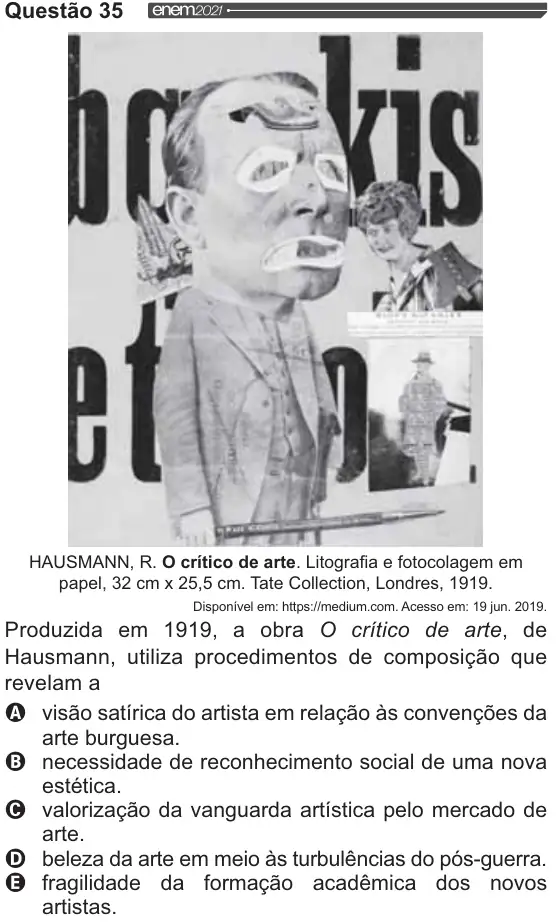 Questão 35
enem2021
kis
et
HAUSMANN, R. O crítico de arte. Litografia e fotocolagem em
papel, 32 cm x 25,5 cm. Tate Collection, Londres, 1919.
Disponível em: https://medium.com. Acesso em: 19 jun. 2019.
Produzida em 1919, a obra O crítico de arte, de
Hausmann, utiliza procedimentos de composição que
revelam a
A visão satírica do artista em relação às convenções da
arte burguesa.
B necessidade de reconhecimento social de uma nova
estética.
C valorização da vanguarda artística pelo mercado de
arte.
D beleza da arte em meio às turbulências do pós-guerra.
E fragilidade da formação acadêmica dos novos
artistas.